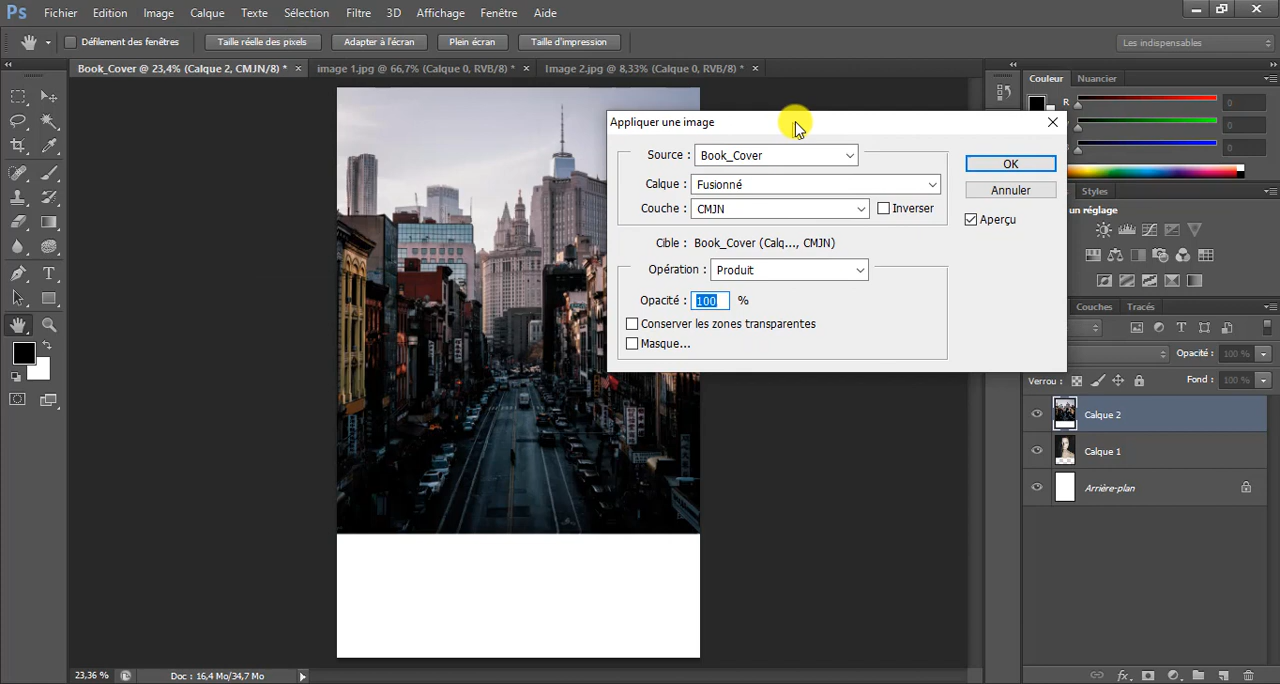 Ps Fichier Edition Image Calque Texte Sélection Filtre 3D Affichage Fenêtre Aide
Défilement des fenêtres Taille réelle des pixels Adapter à l'écran Plein écran Taille d'impression Les indispensables
Book_Cover @ 23,4% (Calque 2, CMJN/8) * × image 1.jpg @ 66,7% (Calque 0, RVB/8) * × Image 2.jpg @ 8,33% (Calque 0, RVB/8) * ×
Couleur Nuancier
R 0
0
0
Appliquer une image
Source : Book_Cover
OK
Calque : Fusionné
Annuler
Couche : CMJN Inverser
Aperçu
Cible : Book_Cover (Calq..., CMJN)
Opération : Produit
Opacité : 100 %
Conserver les zones transparentes
Masque...
Styles
un réglage
Couches Tracés
Opacité : 100 %
Verrou : Fond : 100 %
Calque 2
Calque 1
Arrière-plan
23,36 % Doc : 16,4 Mo/34,7 Mo